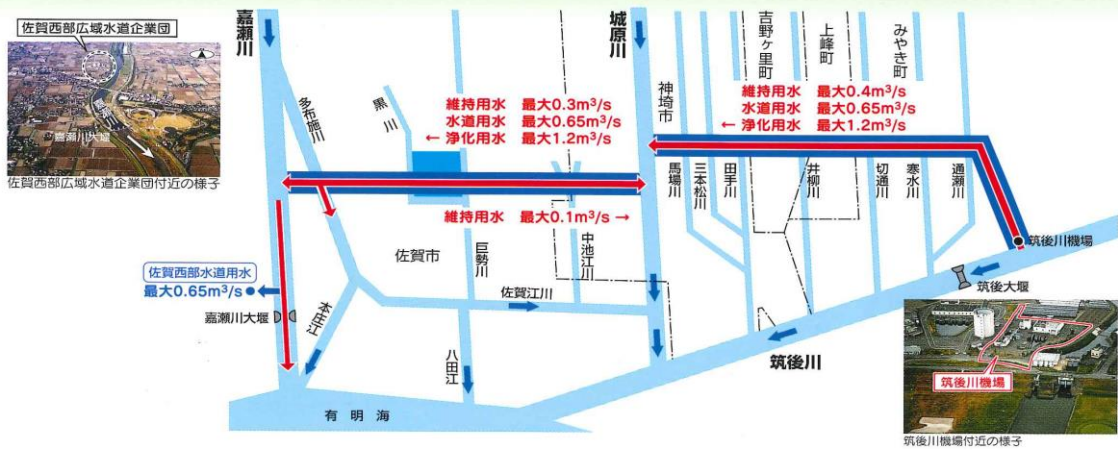 佐賀西部広域水道企業団
嘉瀬川
嘉瀬川大堰
佐賀西部広域水道企業団付近の様子
嘉瀬川
多布施川
黒川
城原川
神埼市
吉野ヶ里町
上峰町
みやき町
維持用水 最大0.3m³/s
水道用水 最大0.65m³/s
← 浄化用水 最大1.2m³/s
維持用水 最大0.4m³/s
水道用水 最大0.65m³/s
← 浄化用水 最大1.2m³/s
馬場川
三本松川
田手川
井柳川
切通川
寒水川
通瀬川
維持用水 最大0.1m³/s →
佐賀市
巨勢川
中池江川
筑後川機場
佐賀西部水道用水
最大0.65m³/s
佐賀江川
筑後大堰
嘉瀬川大堰
本庄江
八田江
筑後川
有明海
筑後川機場
筑後川機場付近の様子